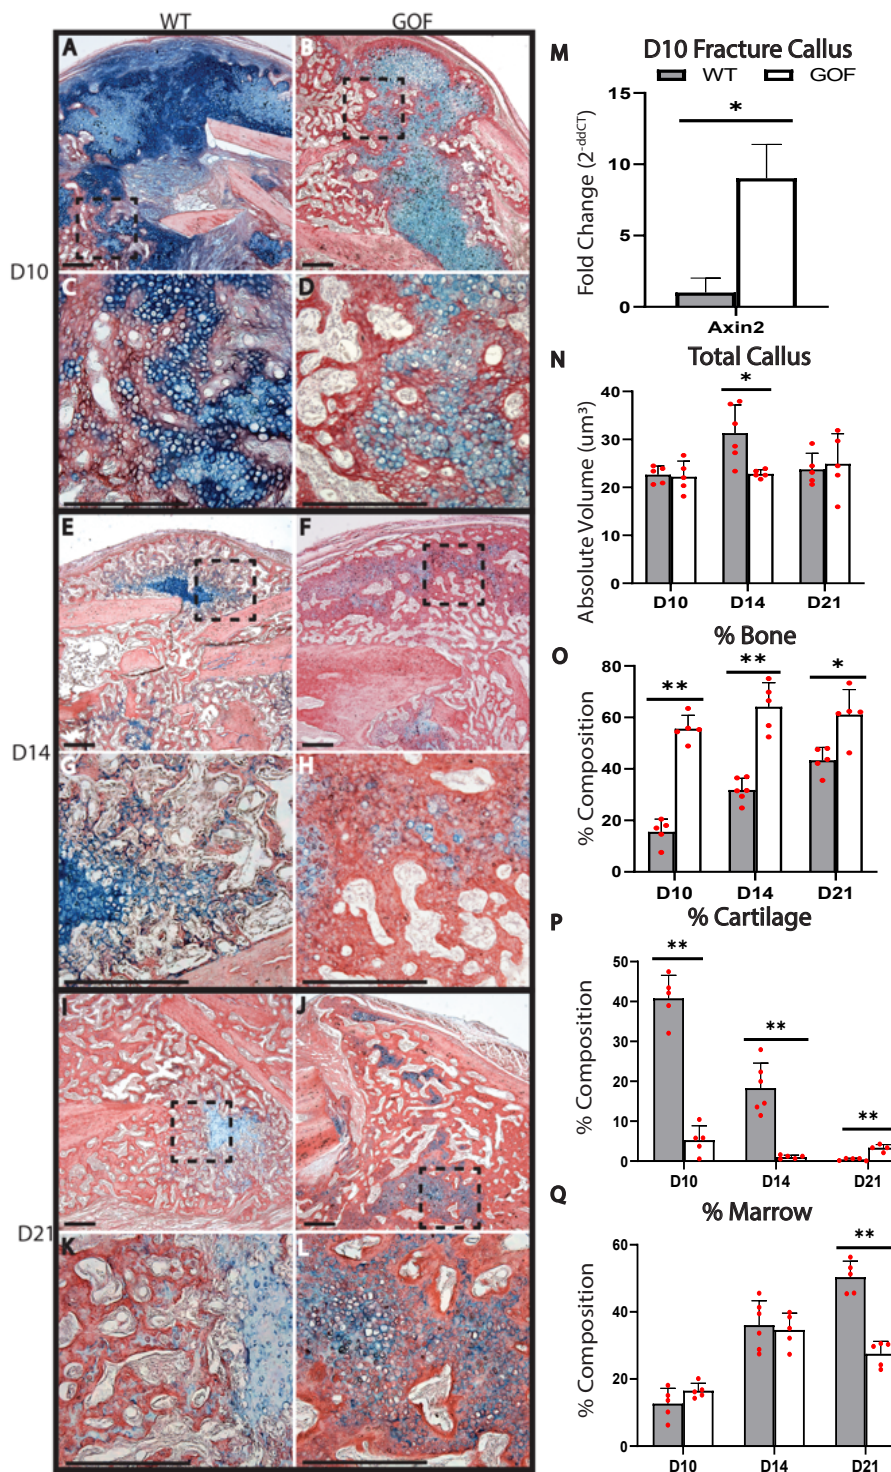 WT
GOF
A
B
D10
C
D
E
F
D14
G
H
I
J
D21
K
L
M
D10 Fracture Callus
WT
GOF
*
Fold Change (2^-ddCT)
15
10
5
0
Axin2
N
Total Callus
*
Absolute Volume (um³)
40
30
20
10
0
D10
D14
D21
O
% Bone
**
**
*
% Composition
80
60
40
20
0
D10
D14
D21
P
% Cartilage
**
**
**
% Composition
50
40
30
20
10
0
D10
D14
D21
Q
% Marrow
**
% Composition
60
40
20
0
D10
D14
D21